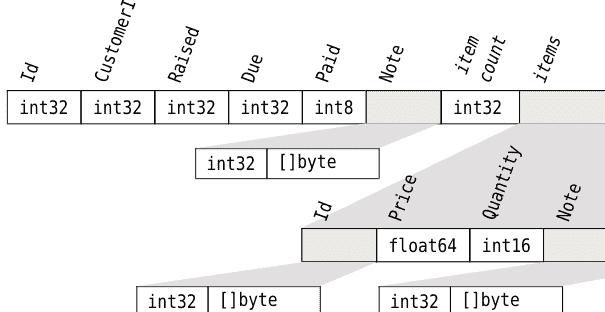 Id
CustomerI
Raised
Due
Paid
Note
item
count
items
int32 int32 int32 int32 int8 int32
int32 []byte
Id
Price
Quantity
Note
float64 int16
int32 []byte int32 []byte